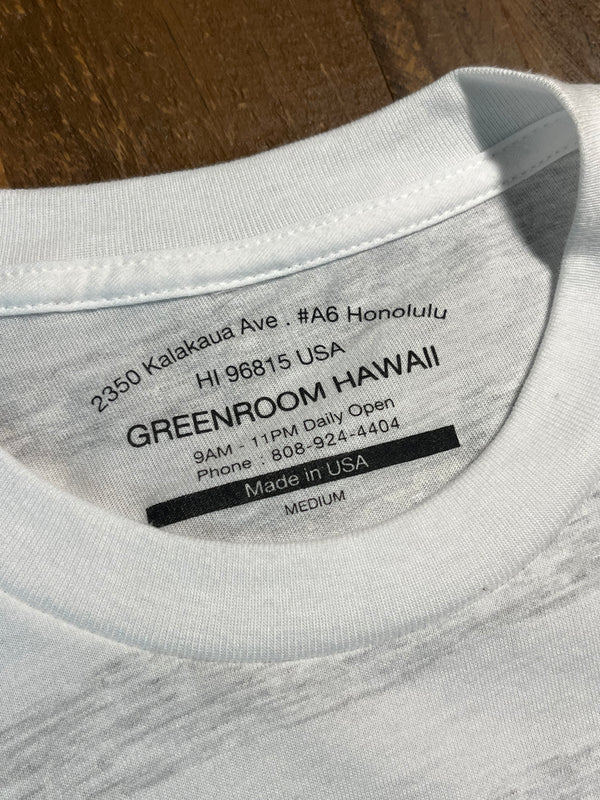 2350 Kalakaua Ave . #A6 Honolulu
HI 96815 USA
GREENROOM HAWAII
9AM - 11PM Daily Open
Phone : 808-924-4404
Made in USA
MEDIUM